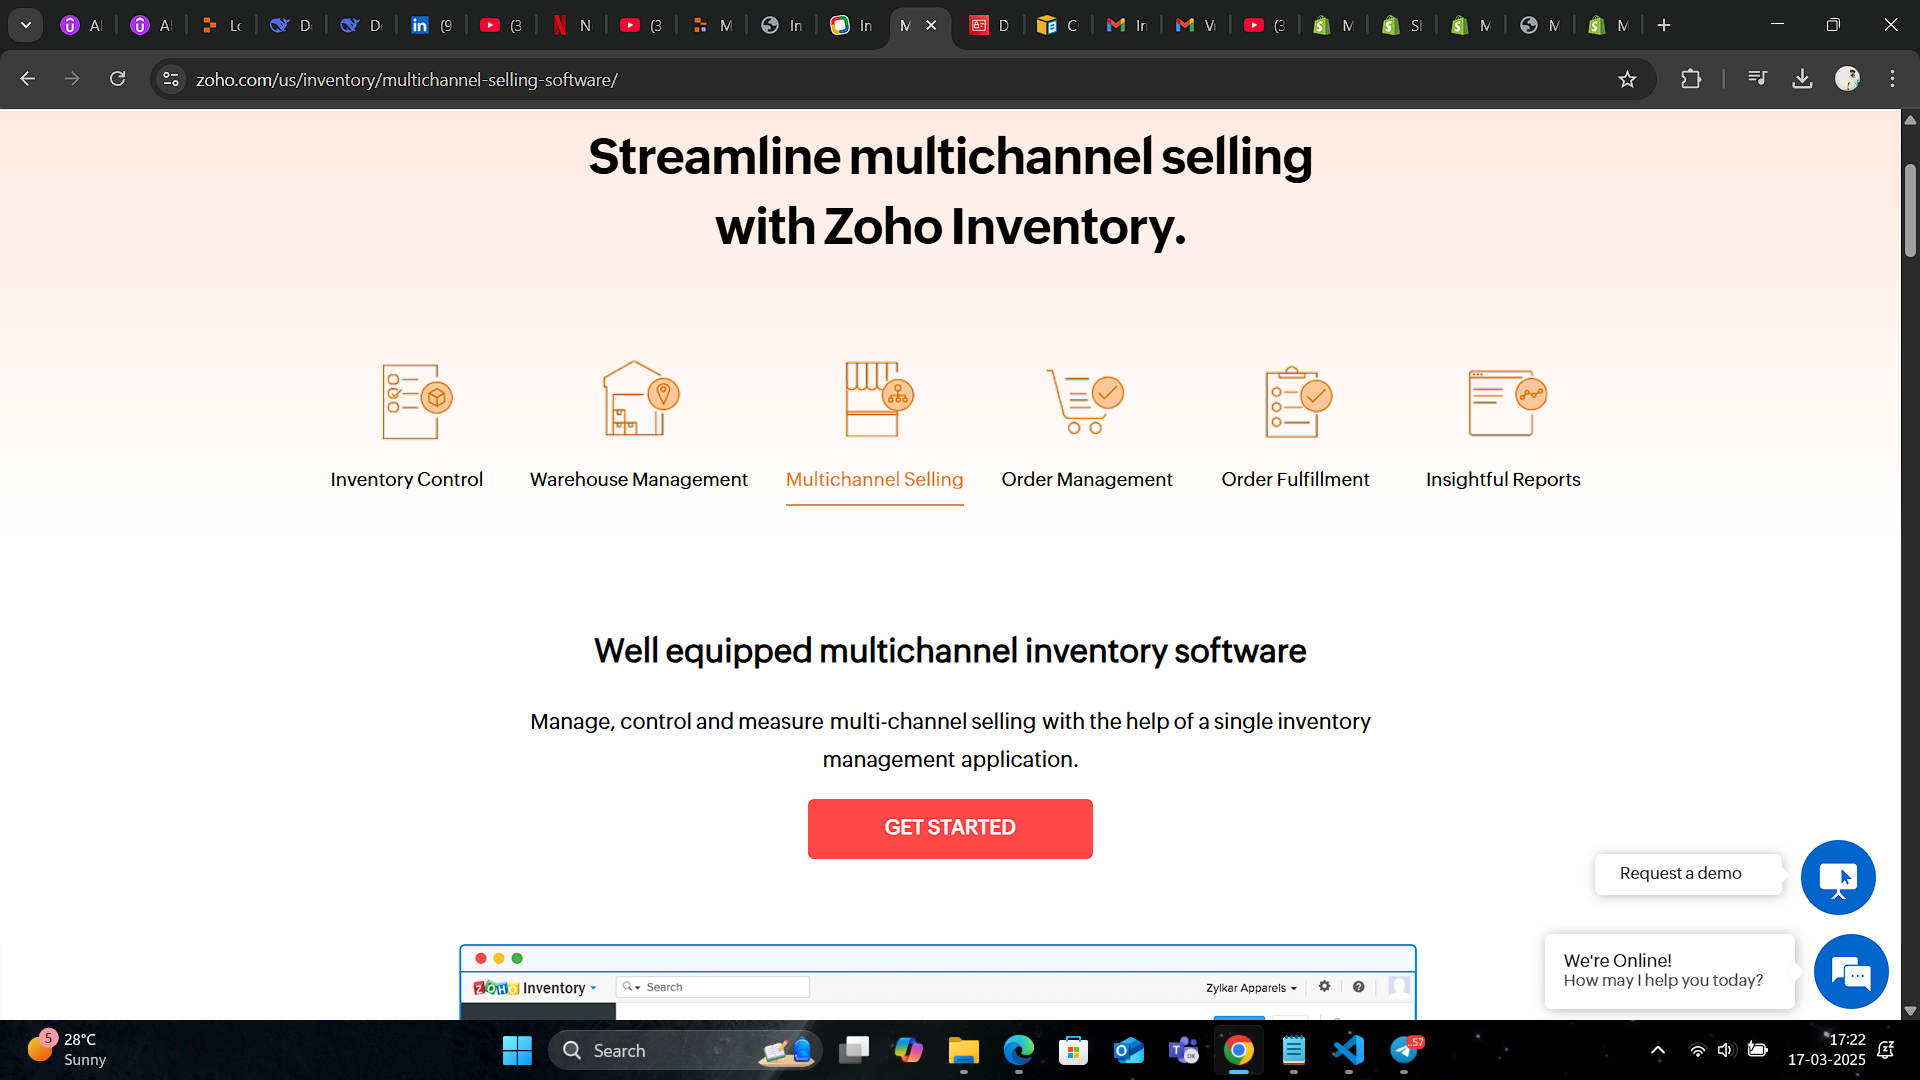 Al
Al
Lo
D
D
(9
(3
N
(3
M
In
In
M
D
C
In
V
(3
M
Sl
M
M
M
zoho.com/us/inventory/multichannel-selling-software/
Streamline multichannel selling
with Zoho Inventory.
Inventory Control
Warehouse Management
Multichannel Selling
Order Management
Order Fulfillment
Insightful Reports
Well equipped multichannel inventory software
Manage, control and measure multi-channel selling with the help of a single inventory
management application.
GET STARTED
Request a demo
We're Online!
How may I help you today?
ZOHO Inventory
Search
Zylkar Apparels
5
28°C
Sunny
Search
57
17:22
17-03-2025